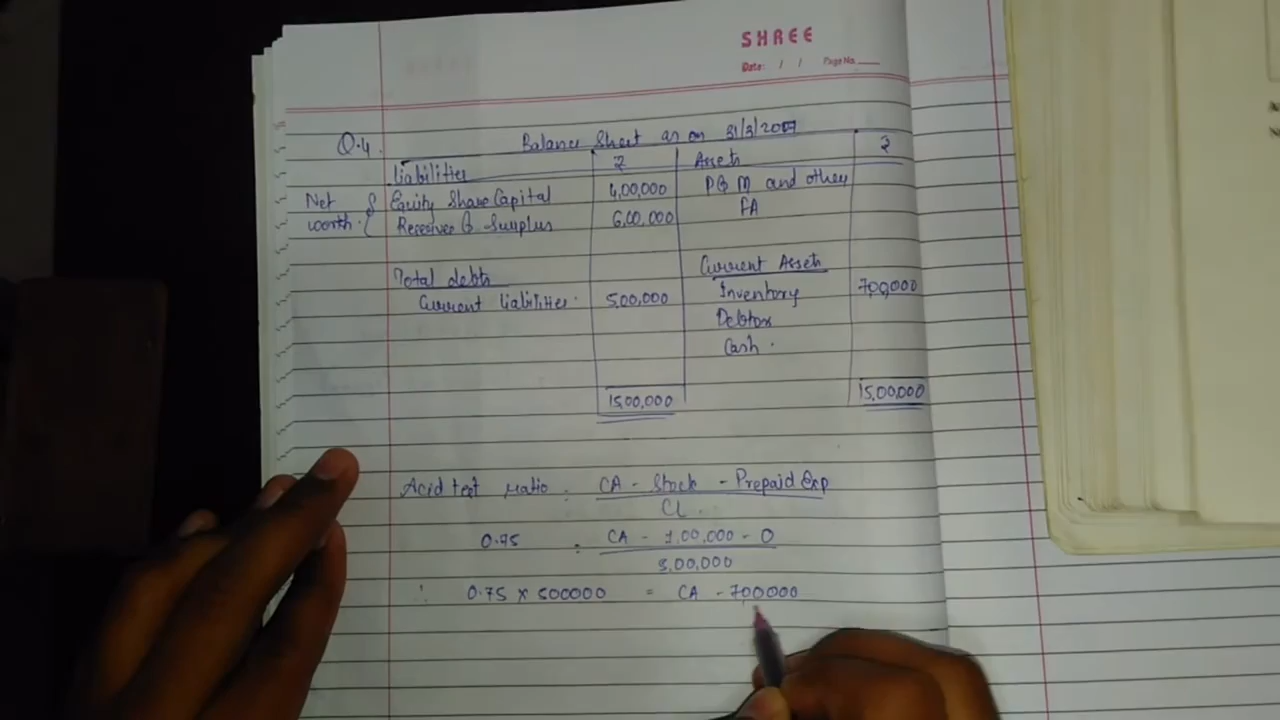 SHREE
Date: / / Page No.
Q.4. Balance Sheet as on 31/3/2007
Liabilities ₹ Assets ₹
Net worth. { Equity Share Capital 4,00,000 P&M and other
Reserves & Surplus 6,00,000 FA
Current Assets
Total debts
Current liabilities. 5,00,000 Inventory 7,00,000
Debtors
Cash.
15,00,000 15,00,000
Acid test ratio = CA - Stock - Prepaid Exp
CL
0.75 = CA - 7,00,000 - 0
5,00,000
∴ 0.75 × 500000 = CA - 700000